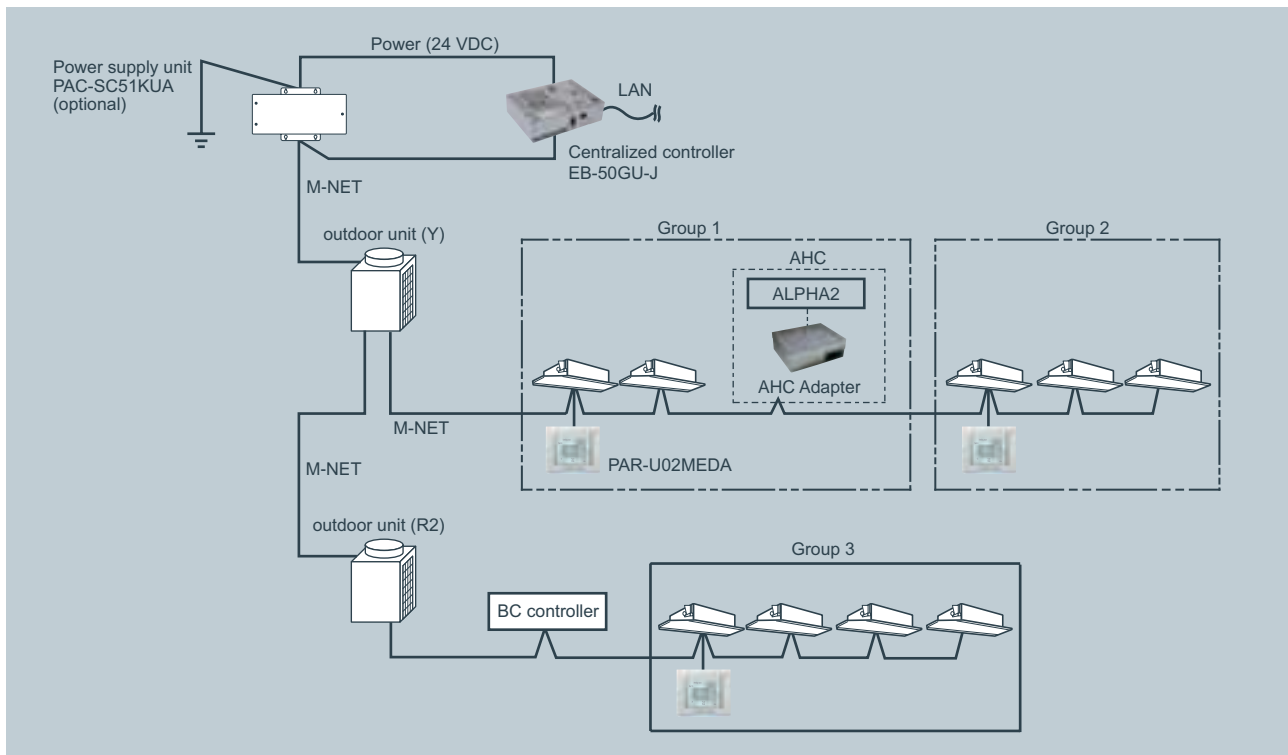 Power (24 VDC)
Power supply unit
PAC-SC51KUA
(optional)
LAN
Centralized controller
EB-50GU-J
M-NET
outdoor unit (Y)
Group 1
Group 2
AHC
ALPHA2
AHC Adapter
M-NET
PAR-U02MEDA
M-NET
outdoor unit (R2)
Group 3
BC controller